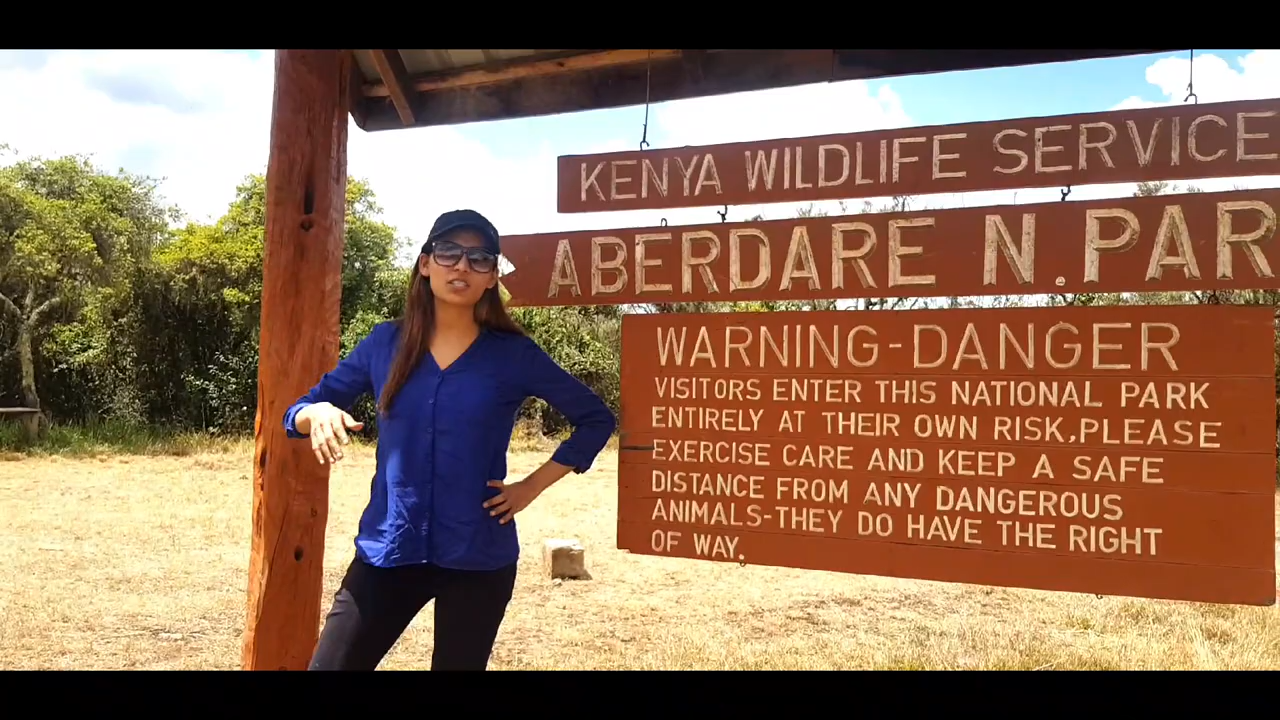 KENYA WILDLIFE SERVICE
ABERDARE N. PAR
WARNING-DANGER
VISITORS ENTER THIS NATIONAL PARK
ENTIRELY AT THEIR OWN RISK,PLEASE
EXERCISE CARE AND KEEP A SAFE
DISTANCE FROM ANY DANGEROUS
ANIMALS-THEY DO HAVE THE RIGHT
OF WAY.